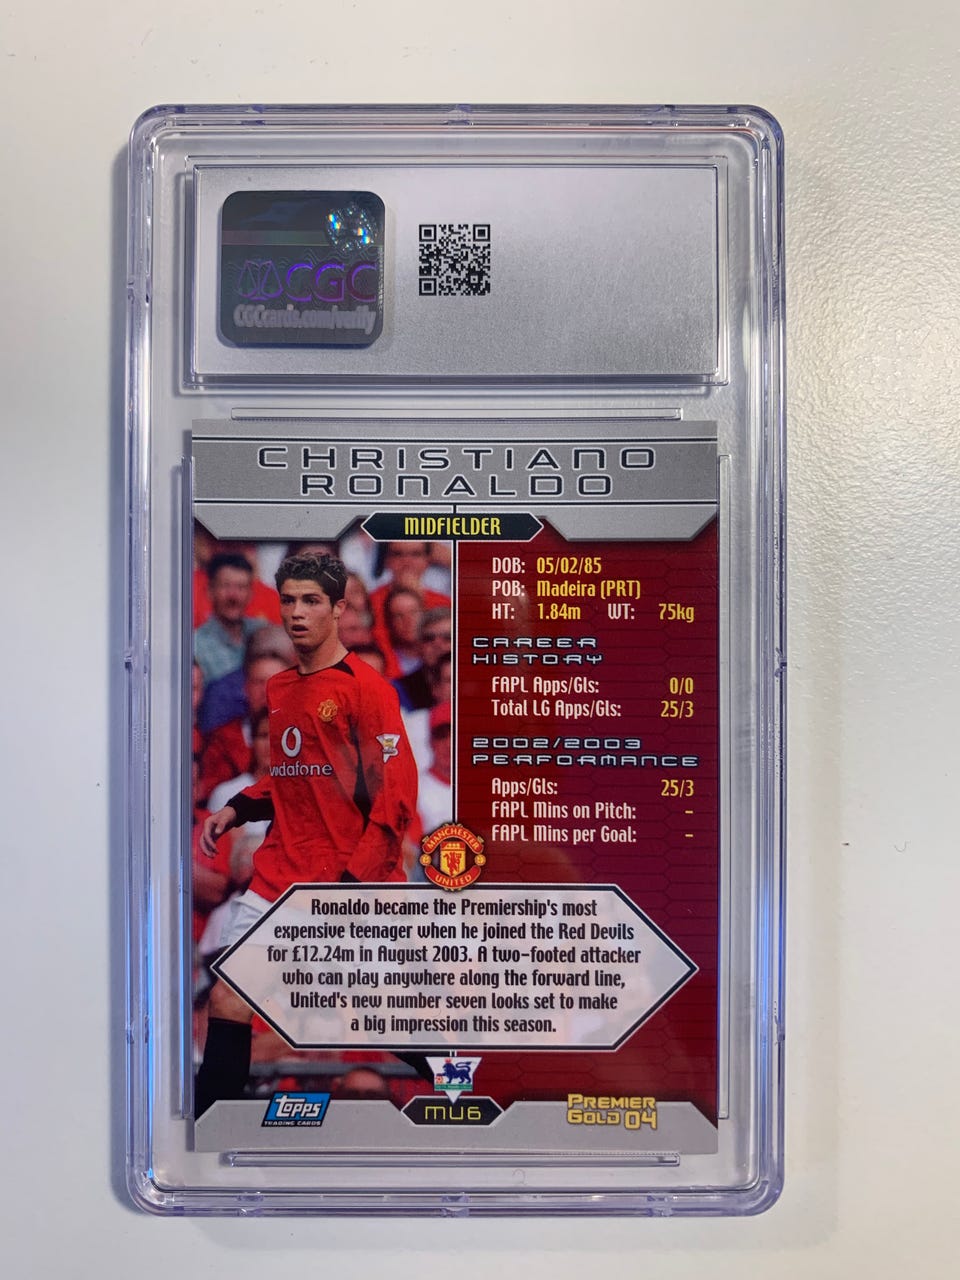 CGC
CGCcards.com/verify
CHRISTIANO
RONALDO
MIDFIELDER
DOB: 05/02/85
POB: Madeira (PRT)
HT: 1.84m WT: 75kg
CAREER
HISTORY
FAPL Apps/Gls: 0/0
Total LG Apps/Gls: 25/3
2002/2003
PERFORMANCE
Apps/Gls: 25/3
FAPL Mins on Pitch: -
FAPL Mins per Goal: -
vodafone
MANCHESTER
UNITED
Ronaldo became the Premiership's most
expensive teenager when he joined the Red Devils
for £12.24m in August 2003. A two-footed attacker
who can play anywhere along the forward line,
United's new number seven looks set to make
a big impression this season.
Topps
TRADING CARDS
MU6
PREMIER
GOLD 04